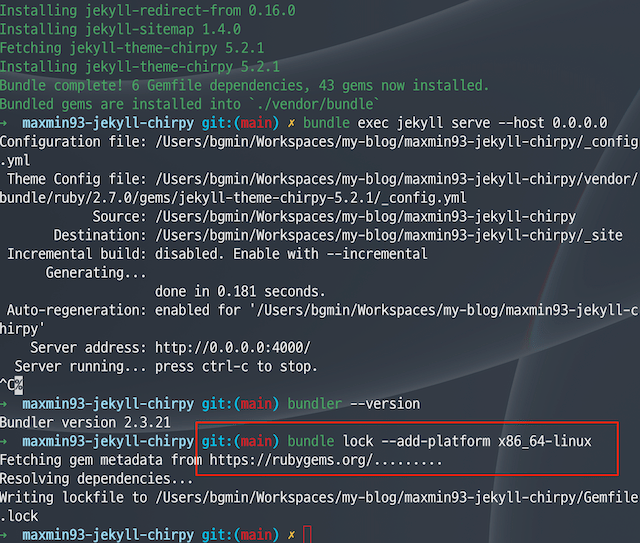 Installing jekyll-redirect-from 0.16.0
Installing jekyll-sitemap 1.4.0
Fetching jekyll-theme-chirpy 5.2.1
Installing jekyll-theme-chirpy 5.2.1
Bundle complete! 6 Gemfile dependencies, 43 gems now installed.
Bundled gems are installed into `./vendor/bundle`
→ maxmin93-jekyll-chirpy git:(main) ✗ bundle exec jekyll serve --host 0.0.0.0
Configuration file: /Users/bgmin/Workspaces/my-blog/maxmin93-jekyll-chirpy/_config
.yml
Theme Config file: /Users/bgmin/Workspaces/my-blog/maxmin93-jekyll-chirpy/vendor/
bundle/ruby/2.7.0/gems/jekyll-theme-chirpy-5.2.1/_config.yml
Source: /Users/bgmin/Workspaces/my-blog/maxmin93-jekyll-chirpy
Destination: /Users/bgmin/Workspaces/my-blog/maxmin93-jekyll-chirpy/_site
Incremental build: disabled. Enable with --incremental
Generating...
done in 0.181 seconds.
Auto-regeneration: enabled for '/Users/bgmin/Workspaces/my-blog/maxmin93-jekyll-c
hirpy'
Server address: http://0.0.0.0:4000/
Server running... press ctrl-c to stop.
^C%
→ maxmin93-jekyll-chirpy git:(main) bundler --version
Bundler version 2.3.21
→ maxmin93-jekyll-chirpy git:(main) bundle lock --add-platform x86_64-linux
Fetching gem metadata from https://rubygems.org/.........
Resolving dependencies...
Writing lockfile to /Users/bgmin/Workspaces/my-blog/maxmin93-jekyll-chirpy/Gemfile
.lock
→ maxmin93-jekyll-chirpy git:(main) ✗